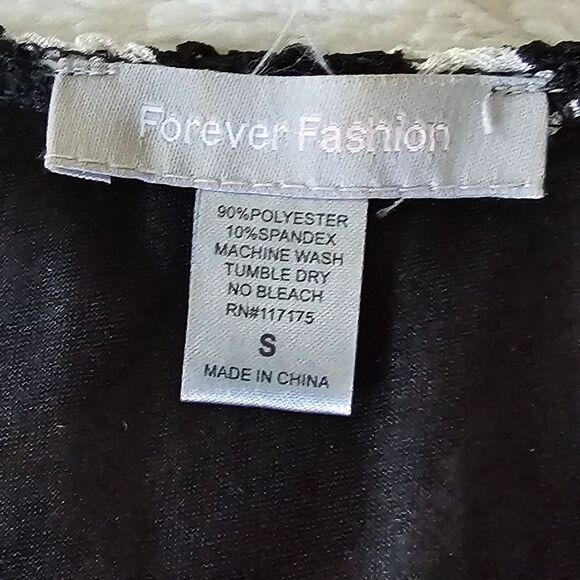 Forever Fashion
90%POLYESTER
10%SPANDEX
MACHINE WASH
TUMBLE DRY
NO BLEACH
RN#117175
S
MADE IN CHINA